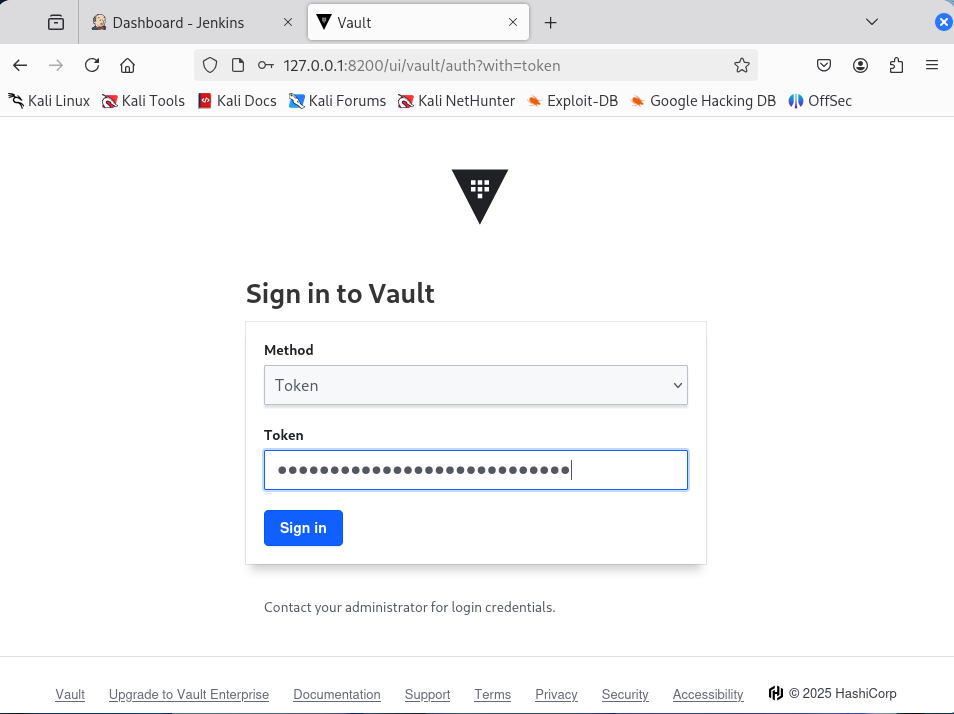 Dashboard - Jenkins
Vault
127.0.0.1:8200/ui/vault/auth?with=token
Kali Linux Kali Tools Kali Docs Kali Forums Kali NetHunter Exploit-DB Google Hacking DB OffSec
Sign in to Vault
Method
Token
Token
••••••••••••••••••••••••••••
Sign in
Contact your administrator for login credentials.
Vault Upgrade to Vault Enterprise Documentation Support Terms Privacy Security Accessibility © 2025 HashiCorp